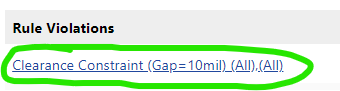 Rule Violations
Clearance Constraint (Gap=10mil) (All),(All)